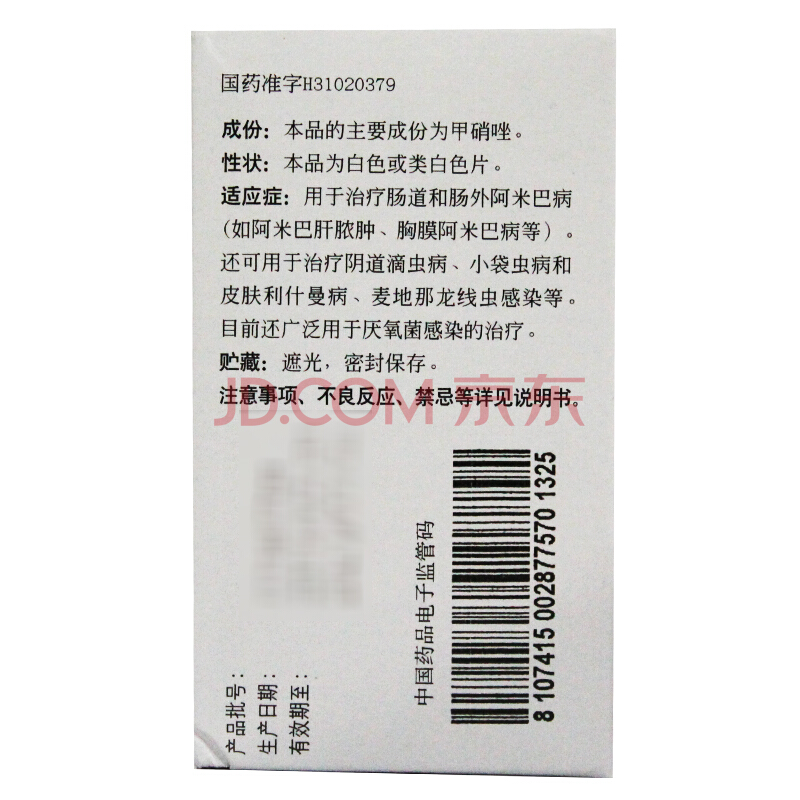 国药准字H31020379
成份：本品的主要成份为甲硝唑。
性状：本品为白色或类白色片。
适应症：用于治疗肠道和肠外阿米巴病
(如阿米巴肝脓肿、胸膜阿米巴病等）。
还可用于治疗阴道滴虫病、小袋虫病和
皮肤利什曼病、麦地那龙线虫感染等。
目前还广泛用于厌氧菌感染的治疗。
贮藏：遮光，密封保存。
JD.COM 京东
注意事项、不良反应、禁忌等详见说明书。
产品批号：
生产日期：
有效期至：
中国药品电子监管码
8 107415 002877570 1325